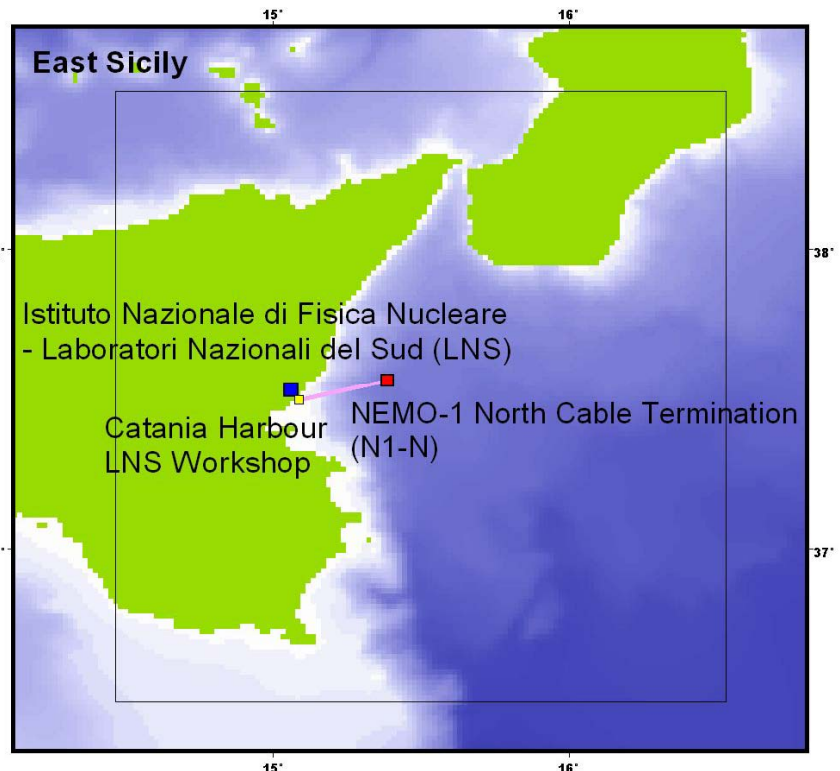 15° 16°
East Sicily
° 38°
Istituto Nazionale di Fisica Nucleare
- Laboratori Nazionali del Sud (LNS)
NEMO-1 North Cable Termination
(N1-N)
Catania Harbour
LNS Workshop
° 37°
15° 16°